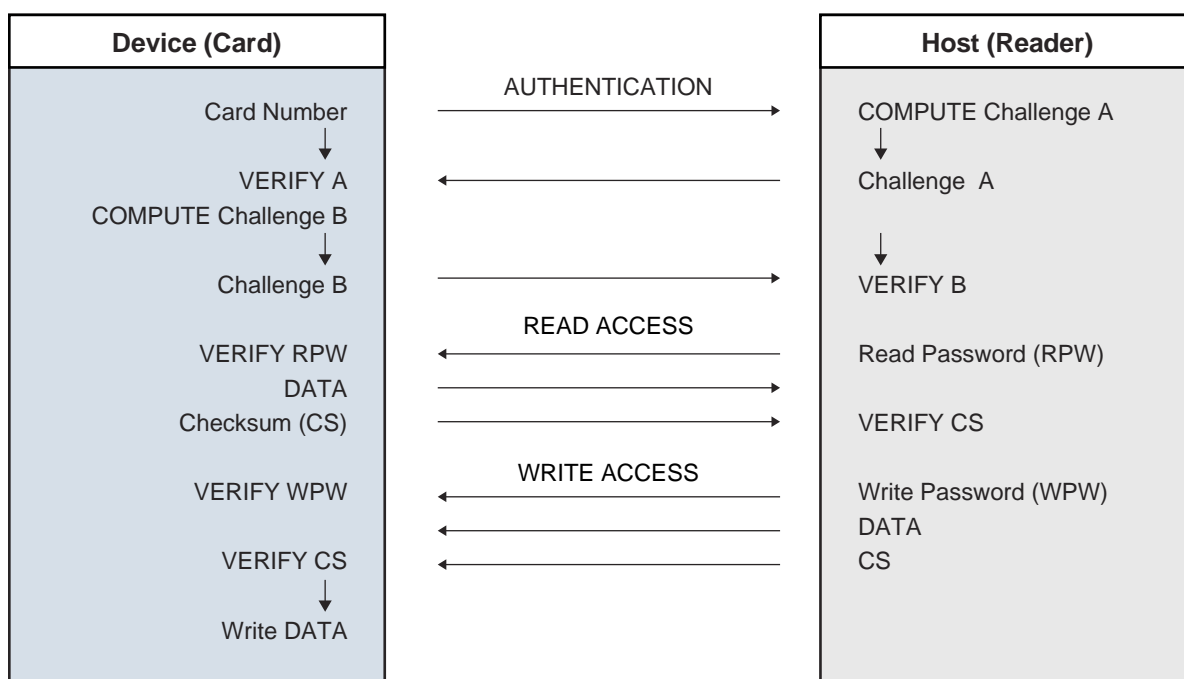 Device (Card)
Host (Reader)
AUTHENTICATION
Card Number
COMPUTE Challenge A
VERIFY A
Challenge A
COMPUTE Challenge B
Challenge B
VERIFY B
READ ACCESS
VERIFY RPW
Read Password (RPW)
DATA
Checksum (CS)
VERIFY CS
WRITE ACCESS
VERIFY WPW
Write Password (WPW)
DATA
VERIFY CS
CS
Write DATA